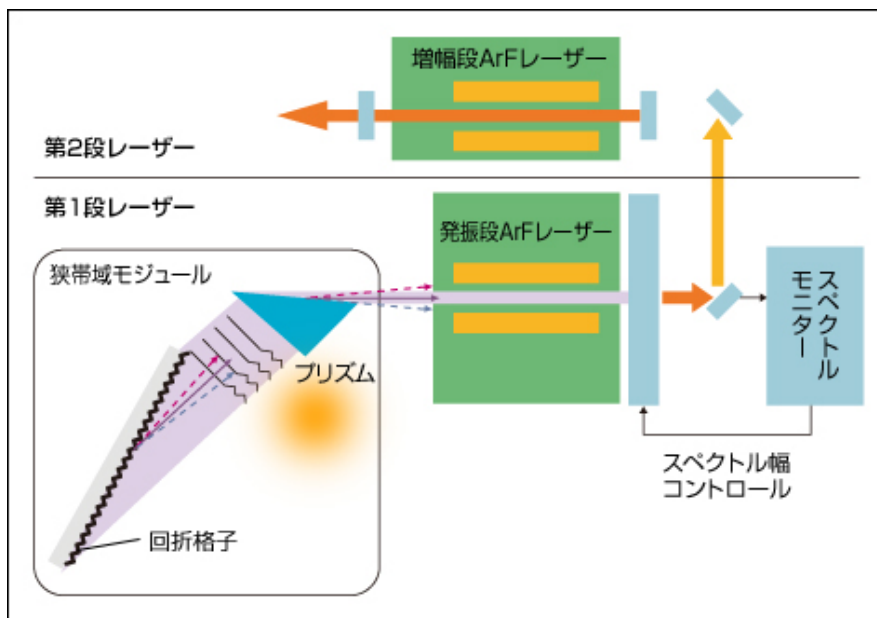 増幅段ArFレーザー
第2段レーザー
第1段レーザー
発振段ArFレーザー
狭帯域モジュール
プリズム
スペクトル
モニター
スペクトル幅
コントロール
回折格子